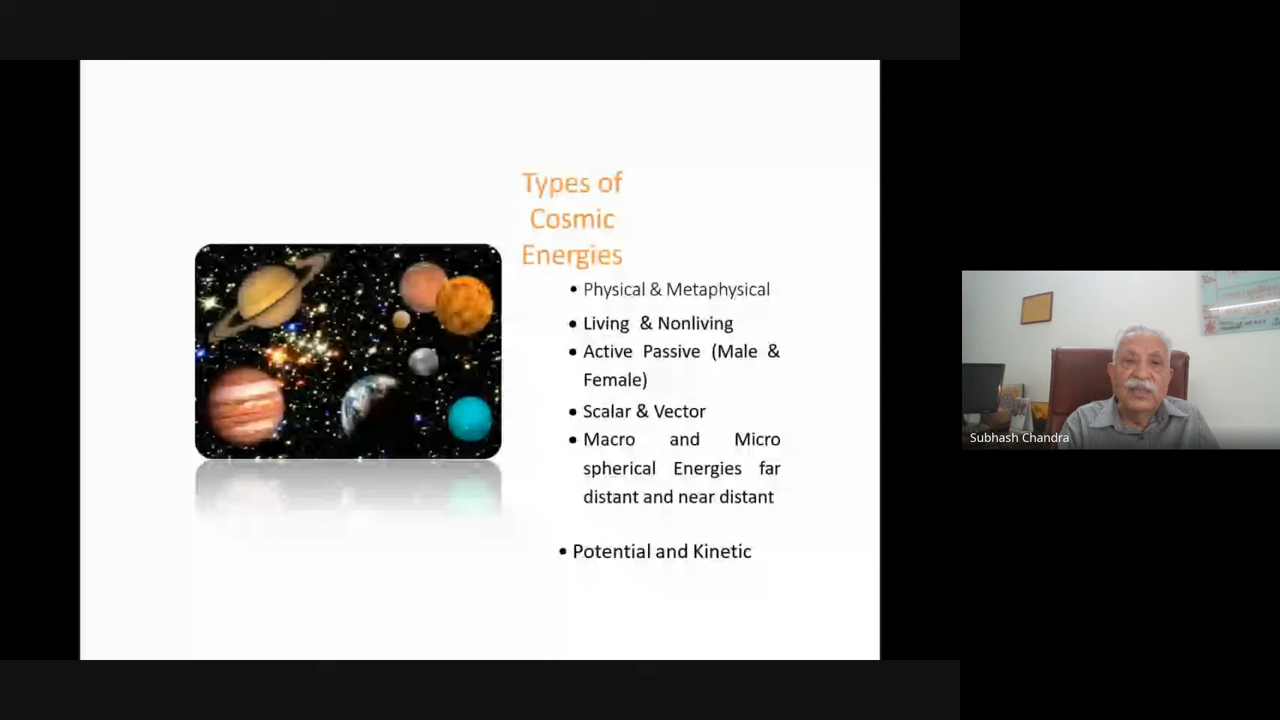 Types of
Cosmic
Energies
• Physical & Metaphysical
• Living & Nonliving
• Active Passive (Male &
Female)
• Scalar & Vector
• Macro and Micro
spherical Energies far
distant and near distant
• Potential and Kinetic
Subhash Chandra